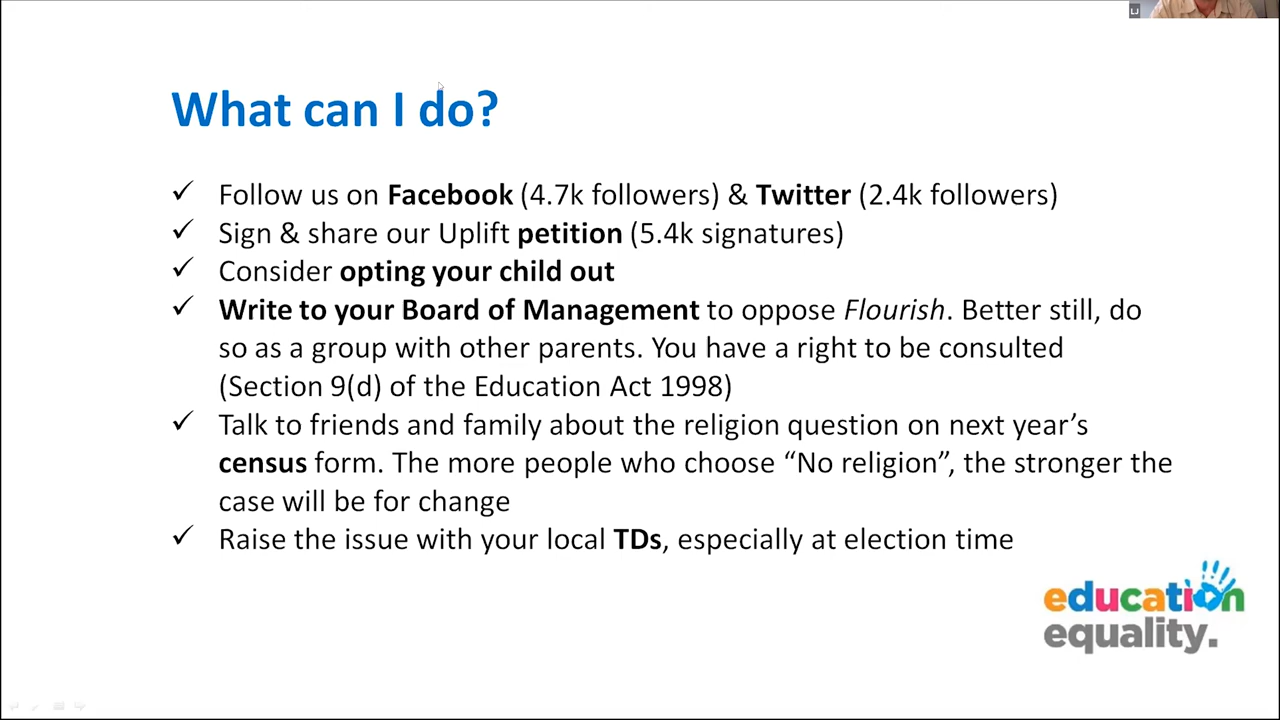 What can I do?
✓ Follow us on Facebook (4.7k followers) & Twitter (2.4k followers)
✓ Sign & share our Uplift petition (5.4k signatures)
✓ Consider opting your child out
✓ Write to your Board of Management to oppose Flourish. Better still, do
so as a group with other parents. You have a right to be consulted
(Section 9(d) of the Education Act 1998)
✓ Talk to friends and family about the religion question on next year’s
census form. The more people who choose “No religion”, the stronger the
case will be for change
✓ Raise the issue with your local TDs, especially at election time
education
equality.